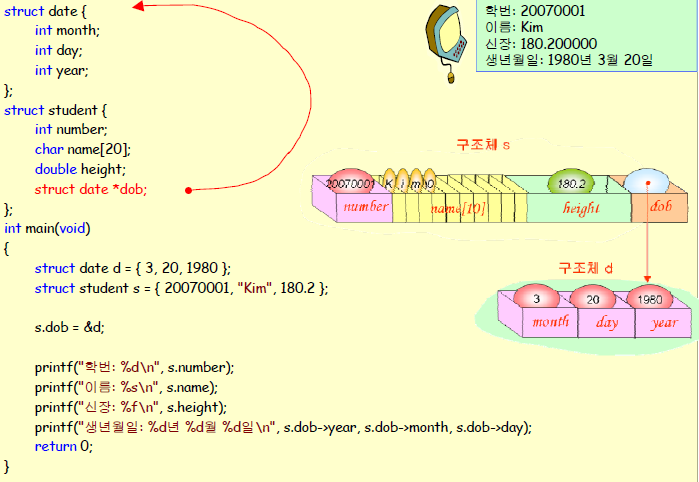 struct date {
int month;
int day;
int year;
};
struct student {
int number;
char name[20];
double height;
struct date *dob;
};
int main(void)
{
struct date d = { 3, 20, 1980 };
struct student s = { 20070001, "Kim", 180.2 };
s.dob = &d;
printf("학번: %d\n", s.number);
printf("이름: %s\n", s.name);
printf("신장: %f\n", s.height);
printf("생년월일: %d년 %d월 %d일\n", s.dob->year, s.dob->month, s.dob->day);
return 0;
}
학번: 20070001
이름: Kim
신장: 180.200000
생년월일: 1980년 3월 20일
구조체 s
20070001 K i m \0 180.2
number name[10] height dob
구조체 d
3 20 1980
month day year